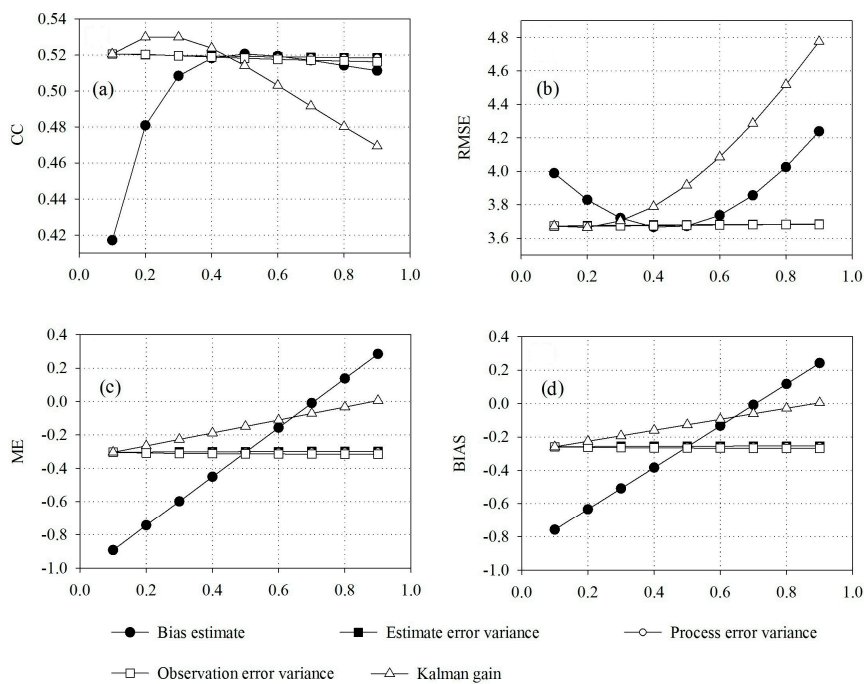 0.54
0.52
0.50
0.48
0.46
0.44
0.42
CC
(a)
0.0 0.2 0.4 0.6 0.8 1.0
4.8
4.4
4.0
3.6
RMSE
(b)
0.0 0.2 0.4 0.6 0.8 1.0
0.4
0.2
0.0
-0.2
-0.4
-0.6
-0.8
-1.0
ME
(c)
0.0 0.2 0.4 0.6 0.8 1.0
0.4
0.2
0.0
-0.2
-0.4
-0.6
-0.8
-1.0
BIAS
(d)
0.0 0.2 0.4 0.6 0.8 1.0
Bias estimate Estimate error variance Process error variance
Observation error variance Kalman gain